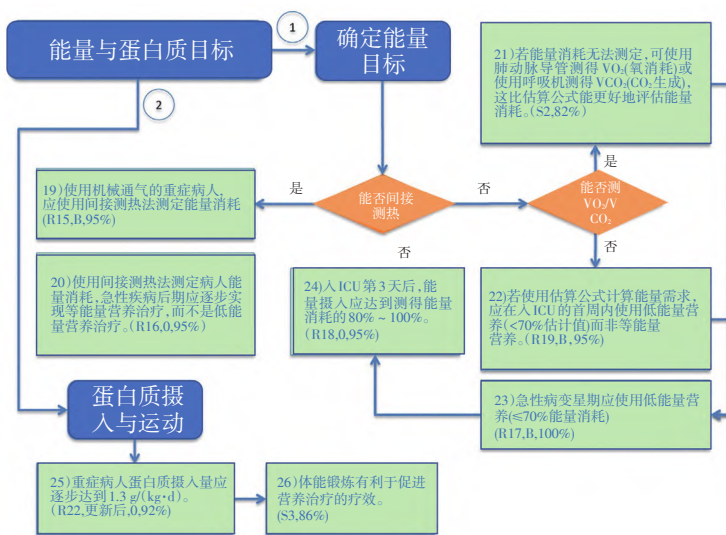 能量与蛋白质目标
1
确定能量
目标
2
21)若能量消耗无法测定,可使用
肺动脉导管测得VO₂(氧消耗)或
使用呼吸机测得VCO₂(CO₂生成),
这比估算公式能更好地评估能量
消耗。(S2,82%)
是
19)使用机械通气的重症病人,
应使用间接测热法测定能量消耗
(R15,B,95%)
是
能否间接
测热
否
能否测
VO₂/V
CO₂
否
否
20)使用间接测热法测定病人能
量消耗,急性疾病后期应逐步实
现等能量营养治疗,而不是低能
量营养治疗。(R16,0,95%)
24)入ICU第3天后,能
量摄入应达到测得能量
消耗的80%~100%。
(R18,0,95%)
22)若使用估算公式计算能量需求,
应在入ICU的首周内使用低能量营
养(<70%估计值)而非等能量
营养。(R19,B,95%)
蛋白质摄
入与运动
23)急性病变星期应使用低能量营
养(≤70%能量消耗)
(R17,B,100%)
25)重症病人蛋白质摄入量应
逐步达到1.3 g/(kg·d)。
(R22,更新后,0,92%)
26)体能锻炼有利于促进
营养治疗的疗效。
(S3,86%)